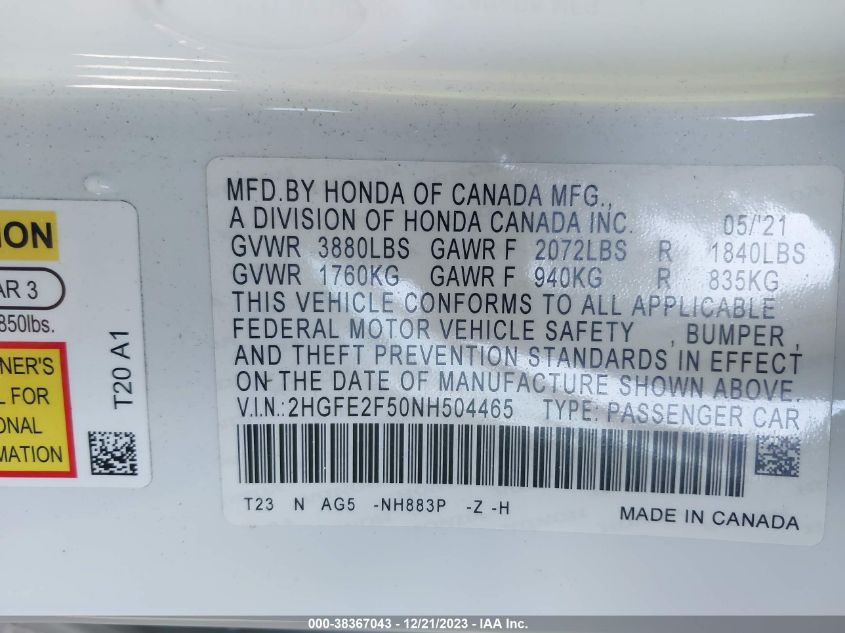 MFD.BY HONDA OF CANADA MFG.,
A DIVISION OF HONDA CANADA INC. 05/'21
GVWR 3880LBS GAWR F 2072LBS R 1840LBS
GVWR 1760KG GAWR F 940KG R 835KG
THIS VEHICLE CONFORMS TO ALL APPLICABLE
FEDERAL MOTOR VEHICLE SAFETY , BUMPER ,
AND THEFT PREVENTION STANDARDS IN EFFECT
ON THE DATE OF MANUFACTURE SHOWN ABOVE.
V.I.N.:2HGFE2F50NH504465 TYPE: PASSENGER CAR
T23 N AG5 -NH883P -Z -H
MADE IN CANADA
ION
AR 3
850lbs.
NER'S
L FOR
ONAL
MATION
T20 A1
000-38367043 - 12/21/2023 - IAA Inc.